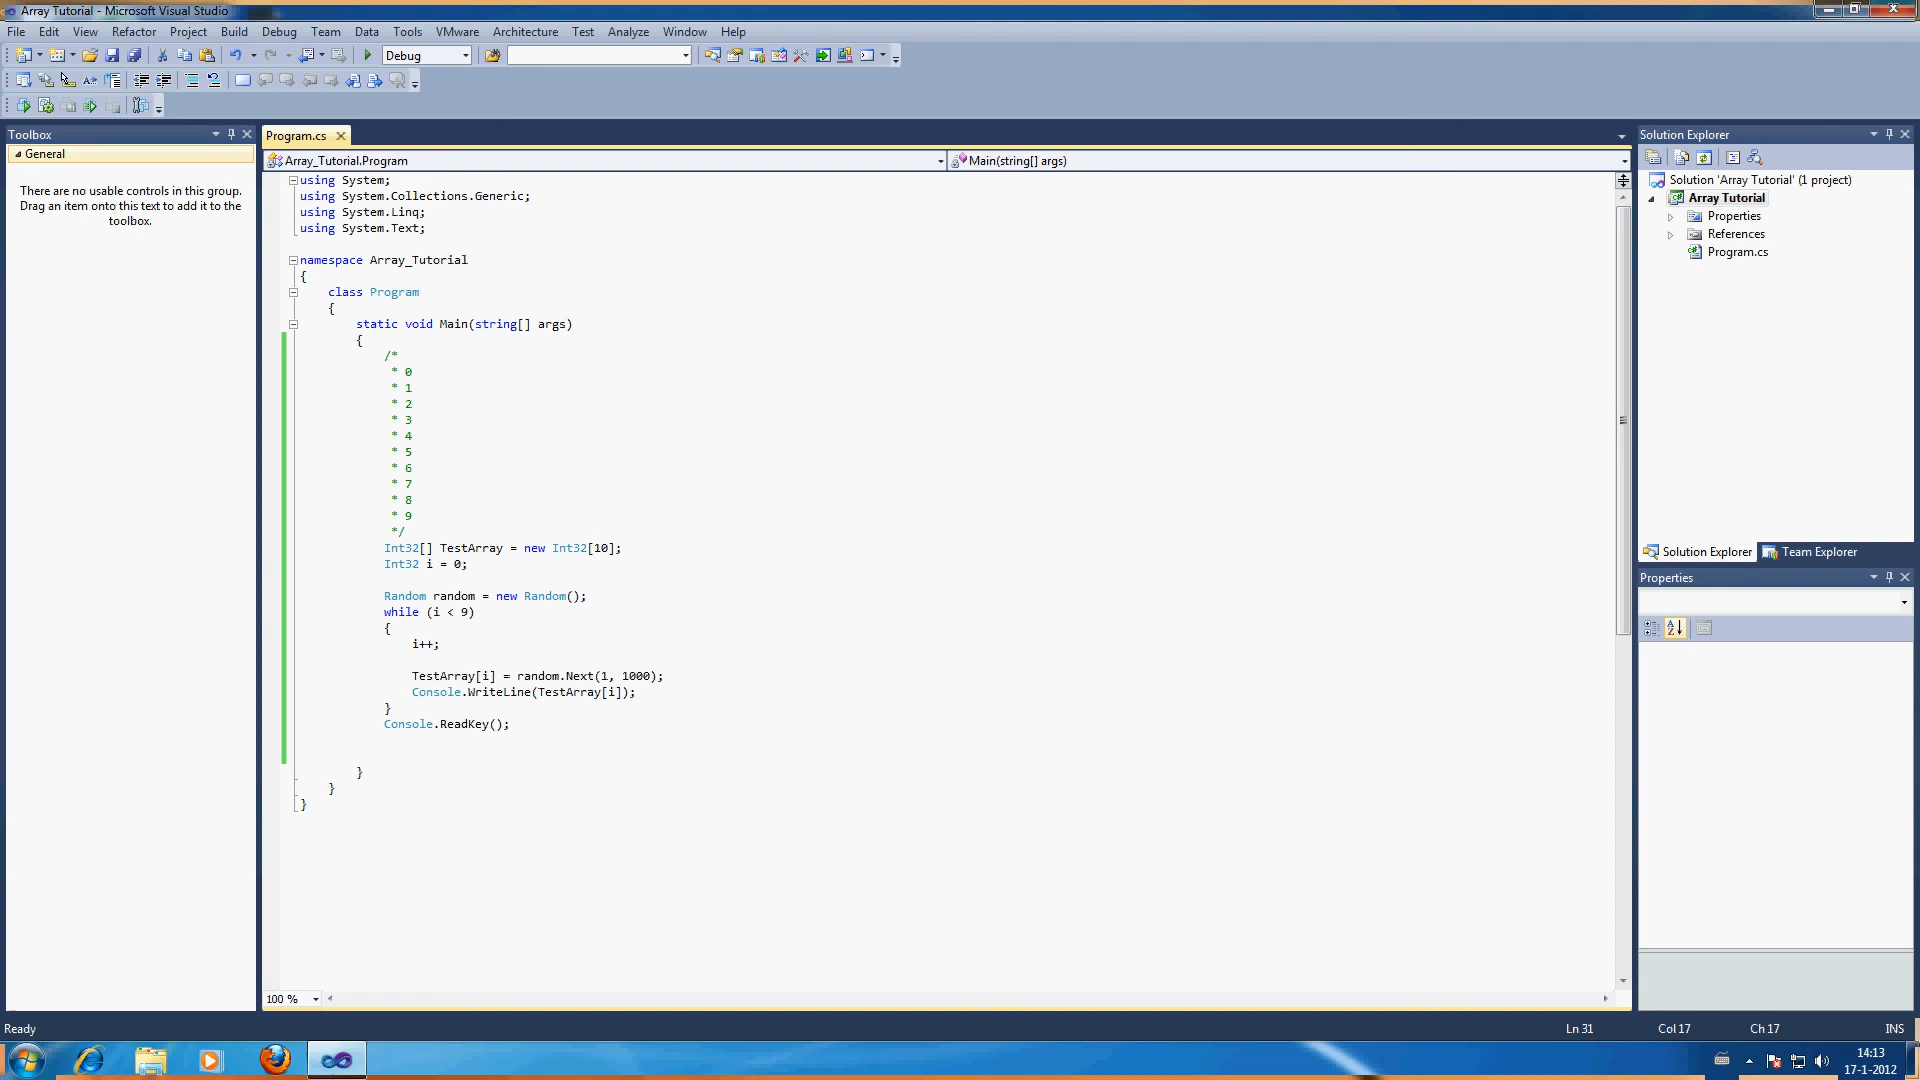 Array Tutorial - Microsoft Visual Studio
File Edit View Refactor Project Build Debug Team Data Tools VMware Architecture Test Analyze Window Help
Debug
Toolbox
General
There are no usable controls in this group.
Drag an item onto this text to add it to the
toolbox.
Program.cs
Array_Tutorial.Program
Main(string[] args)
using System;
using System.Collections.Generic;
using System.Linq;
using System.Text;
namespace Array_Tutorial
{
class Program
{
static void Main(string[] args)
{
/*
* 0
* 1
* 2
* 3
* 4
* 5
* 6
* 7
* 8
* 9
*/
Int32[] TestArray = new Int32[10];
Int32 i = 0;
Random random = new Random();
while (i < 9)
{
i++;
TestArray[i] = random.Next(1, 1000);
Console.WriteLine(TestArray[i]);
}
Console.ReadKey();
}
}
}
100 %
Solution Explorer
Solution 'Array Tutorial' (1 project)
Array Tutorial
Properties
References
Program.cs
Solution Explorer Team Explorer
Properties
Ready
Ln 31 Col 17 Ch 17 INS
14:13
17-1-2012